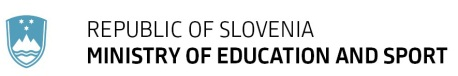 REPUBLIC OF SLOVENIA
MINISTRY OF EDUCATION AND SPORT